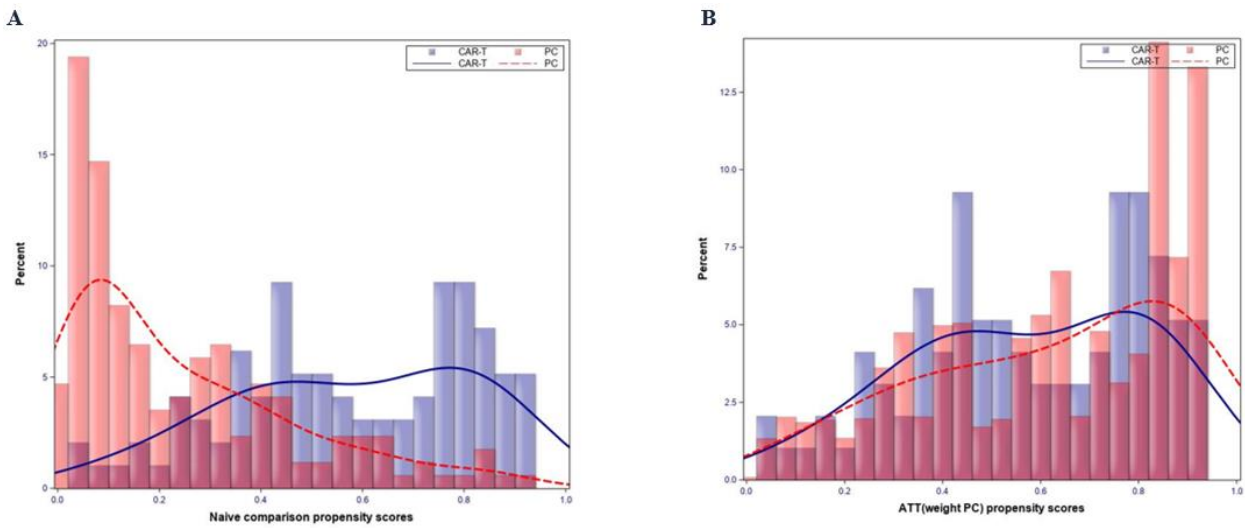 A
B
20
15
10
5
0
Percent
CAR-T PC
CAR-T PC
0.0 0.2 0.4 0.6 0.8 1.0
Naive comparison propensity scores
12.5
10.0
7.5
5.0
2.5
0.0
Percent
CAR-T PC
CAR-T PC
0.0 0.2 0.4 0.6 0.8 1.0
ATT(weight PC) propensity scores